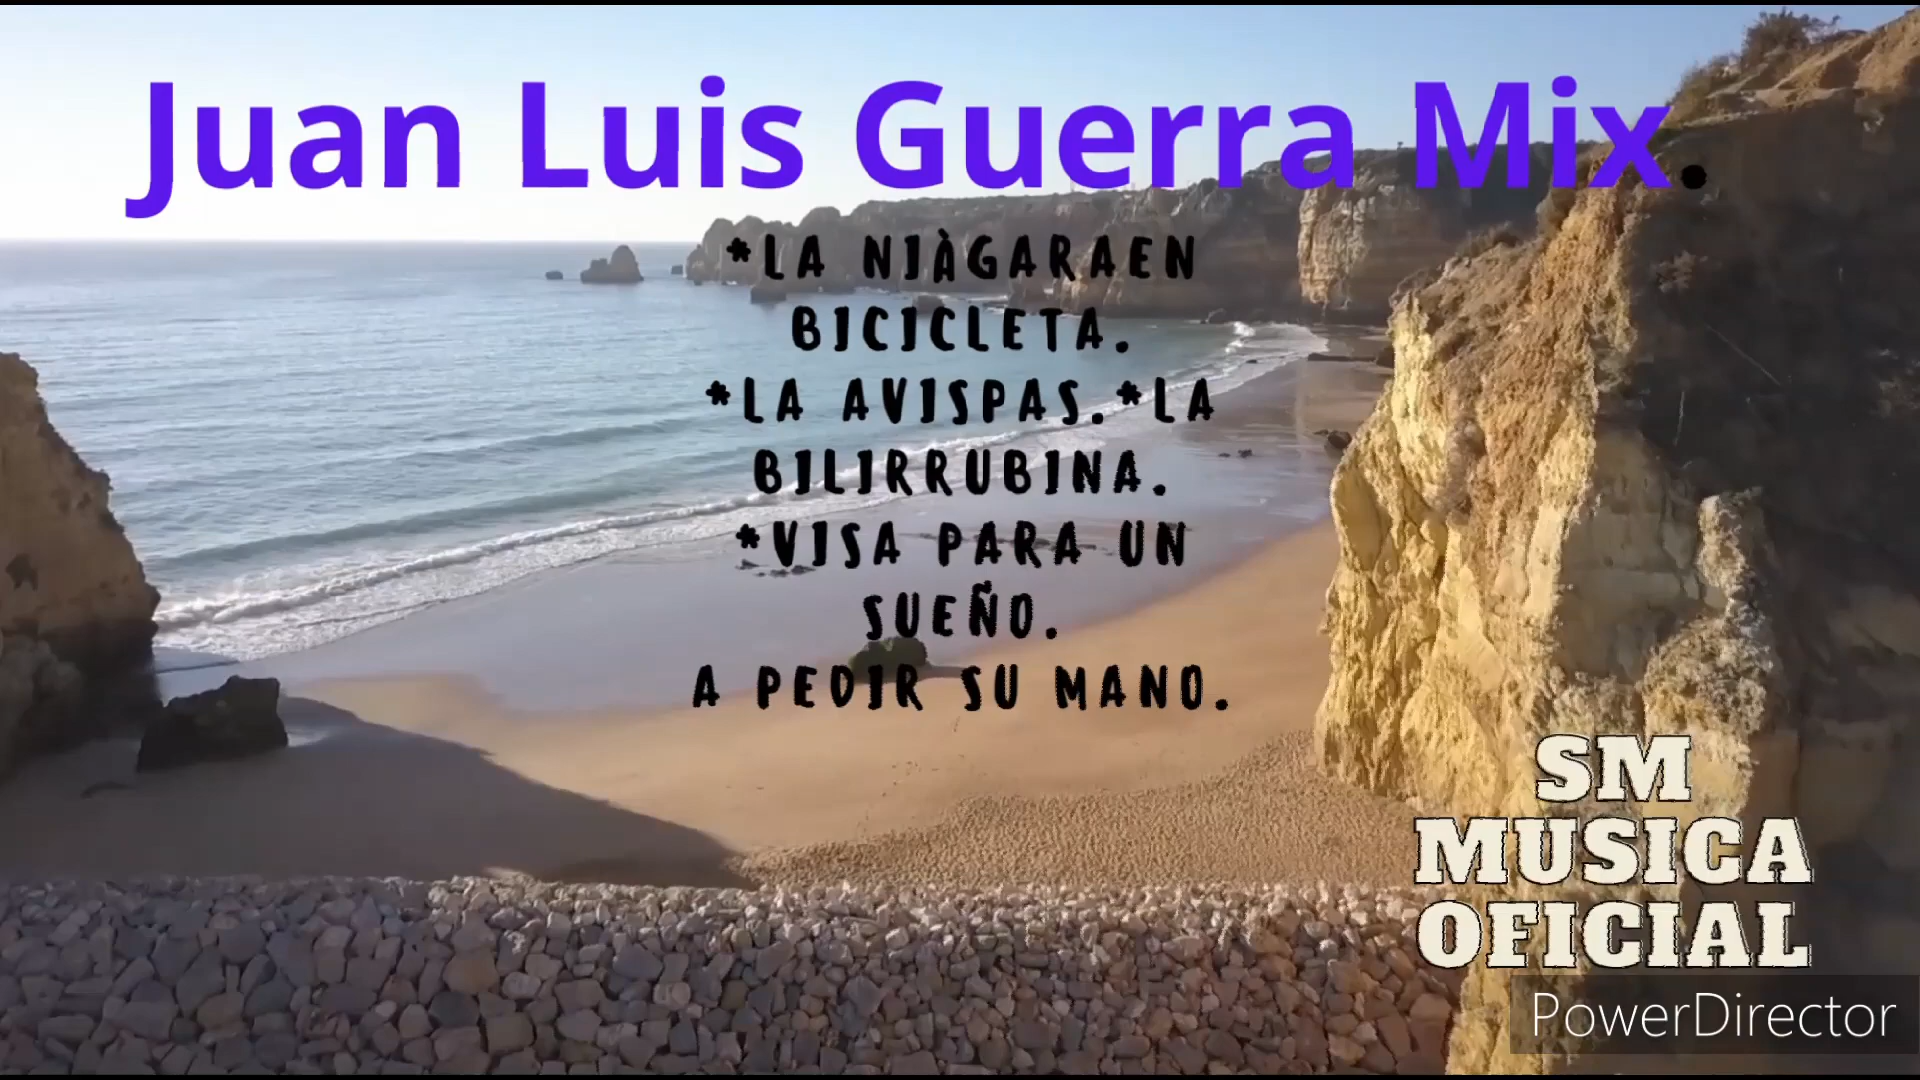 Juan Luis Guerra Mix.
*LA NIÀGARAEN
BICICLETA.
*LA AVISPAS.*LA
BILIRRUBINA.
*VISA PARA UN
SUEÑO.
A PEDIR SU MANO.
SM
MUSICA
OFICIAL
PowerDirector